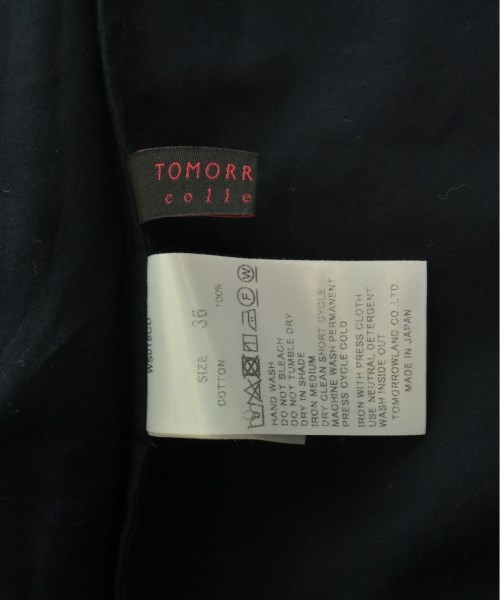 TOMORR
colle
SIZE 36
COTTON 100%
HAND WASH
DO NOT BLEACH
DO NOT TUMBLE DRY
DRY IN SHADE
IRON MEDIUM
DRY CLEAN SHORT CYCLE
MACHINE WASH PERMANENT
PRESS CYCLE COLD
IRON WITH PRESS CLOTH
USE NEUTRAL DETERGENT
WASH INSIDE OUT
TOMORROWLAND CO.,LTD
MADE IN JAPAN